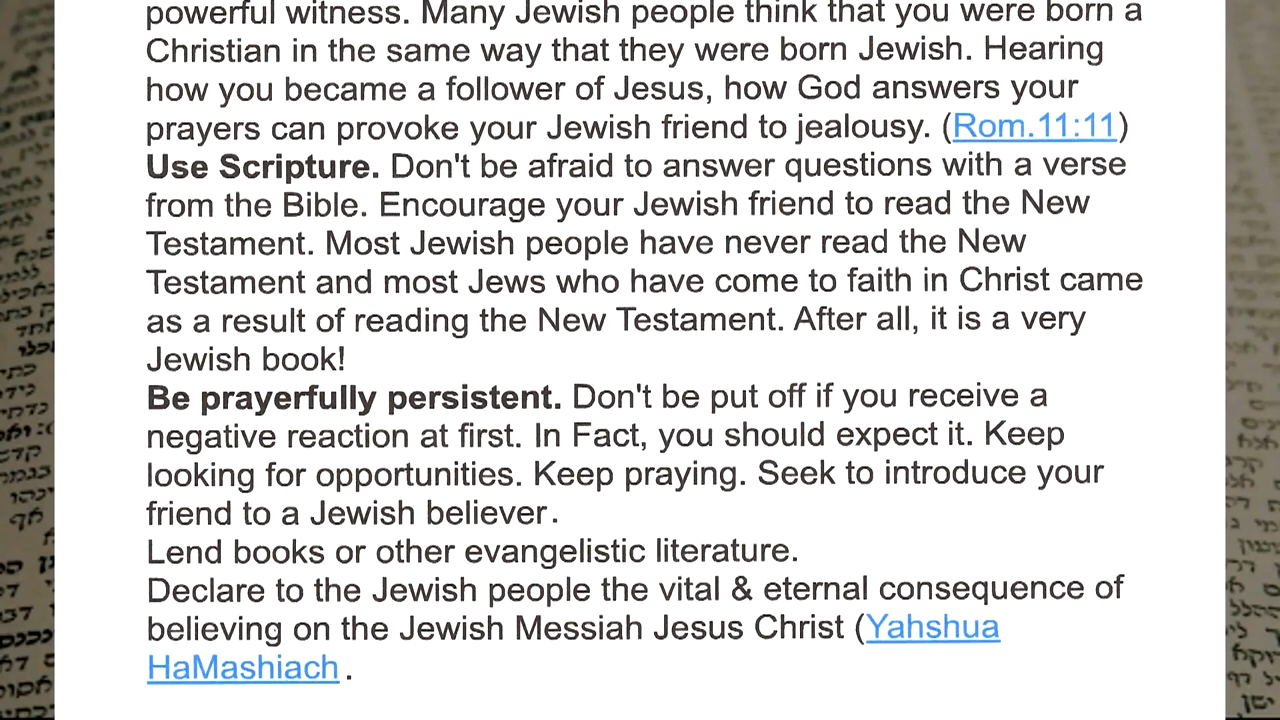 powerful witness. Many Jewish people think that you were born a
Christian in the same way that they were born Jewish. Hearing
how you became a follower of Jesus, how God answers your
prayers can provoke your Jewish friend to jealousy. (Rom.11:11)
Use Scripture. Don't be afraid to answer questions with a verse
from the Bible. Encourage your Jewish friend to read the New
Testament. Most Jewish people have never read the New
Testament and most Jews who have come to faith in Christ came
as a result of reading the New Testament. After all, it is a very
Jewish book!
Be prayerfully persistent. Don't be put off if you receive a
negative reaction at first. In Fact, you should expect it. Keep
looking for opportunities. Keep praying. Seek to introduce your
friend to a Jewish believer.
Lend books or other evangelistic literature.
Declare to the Jewish people the vital & eternal consequence of
believing on the Jewish Messiah Jesus Christ (Yahshua
HaMashiach .